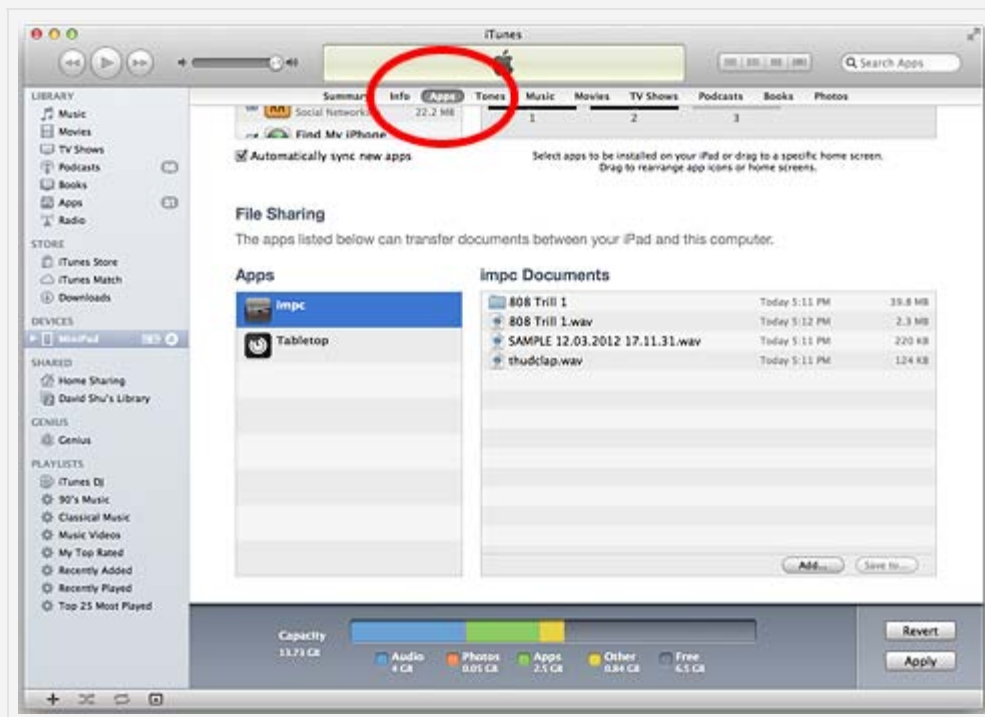 iTunes
Search Apps
Summary Info Apps Tones Music Movies TV Shows Podcasts Books Photos
Social Network 22.2 MB
Find My iPhone
1 2 3
Automatically sync new apps
Select apps to be installed on your iPad or drag to a specific home screen.
Drag to rearrange app icons or home screens.
File Sharing
The apps listed below can transfer documents between your iPad and this computer.
Apps
impc
Tabletop
impc Documents
808 Trill 1 Today 5:11 PM 39.8 MB
808 Trill 1.wav Today 5:12 PM 2.3 MB
SAMPLE 12.03.2012 17.11.31.wav Today 5:11 PM 220 KB
thudclap.wav Today 5:11 PM 124 KB
Add... Save to...
LIBRARY
Music
Movies
TV Shows
Podcasts
Books
Apps
Radio
STORE
iTunes Store
iTunes Match
Downloads
DEVICES
MiniPad
SHARED
Home Sharing
David Shu's Library
GENIUS
Genius
PLAYLISTS
iTunes DJ
90's Music
Classical Music
Music Videos
My Top Rated
Recently Added
Recently Played
Top 25 Most Played
Capacity
13.73 GB
Audio Photos Apps Other Free
4 GB 0.05 GB 2.5 GB 0.84 GB 6.5 GB
Revert
Apply